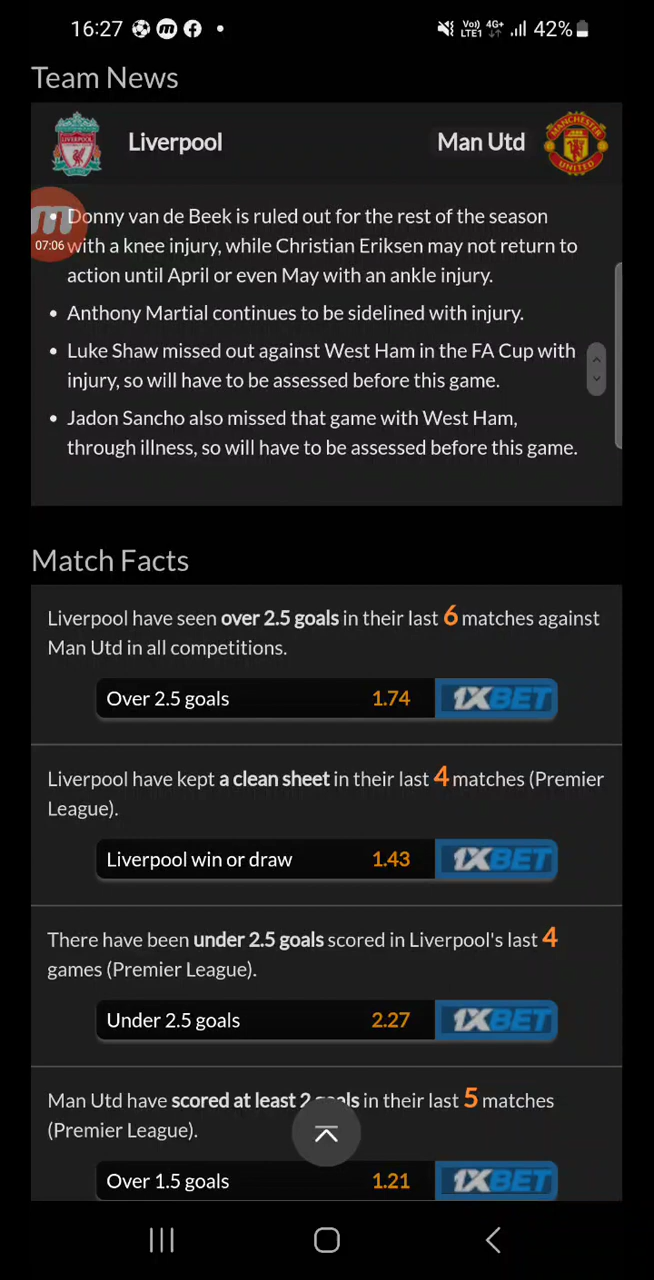 16:27
Vo)) 4G+
LTE1
42%
Team News
LIVERPOOL
Liverpool
Man Utd
MANCHESTER
UNITED
Donny van de Beek is ruled out for the rest of the season
07:06 with a knee injury, while Christian Eriksen may not return to
action until April or even May with an ankle injury.
• Anthony Martial continues to be sidelined with injury.
• Luke Shaw missed out against West Ham in the FA Cup with
injury, so will have to be assessed before this game.
• Jadon Sancho also missed that game with West Ham,
through illness, so will have to be assessed before this game.
Match Facts
Liverpool have seen over 2.5 goals in their last 6 matches against
Man Utd in all competitions.
Over 2.5 goals 1.74 1XBET
Liverpool have kept a clean sheet in their last 4 matches (Premier
League).
Liverpool win or draw 1.43 1XBET
There have been under 2.5 goals scored in Liverpool's last 4
games (Premier League).
Under 2.5 goals 2.27 1XBET
Man Utd have scored at least 2 goals in their last 5 matches
(Premier League).
Over 1.5 goals 1.21 1XBET